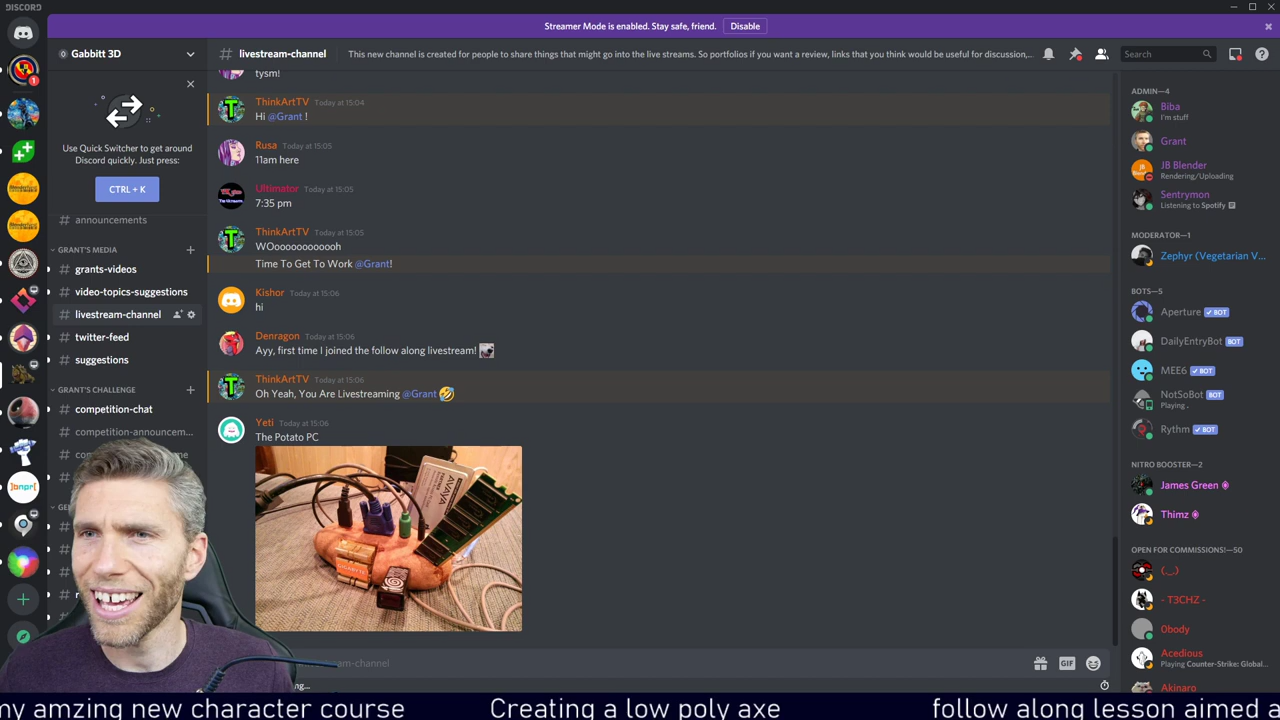 DISCORD
Streamer Mode is enabled. Stay safe, friend.
Disable
Gabbitt 3D
livestream-channel
This new channel is created for people to share things that might go into the live streams. So portfolios if you want a review, links that you think would be useful for discussion,...
Search
1
Use Quick Switcher to get around
Discord quickly. Just press:
CTRL + K
# announcements
GRANT'S MEDIA
# grants-videos
# video-topics-suggestions
# livestream-channel
# twitter-feed
# suggestions
GRANT'S CHALLENGE
# competition-chat
# competition-announcem...
tysm!
ThinkArtTV Today at 15:04
Hi @Grant !
Rusa Today at 15:05
11am here
Ultimator Today at 15:05
7:35 pm
ThinkArtTV Today at 15:05
WOoooooooooooh
Time To Get To Work @Grant!
Kishor Today at 15:06
hi
Denragon Today at 15:06
Ayy, first time I joined the follow along livestream!
ThinkArtTV Today at 15:06
Oh Yeah, You Are Livestreaming @Grant 🤣
Yeti Today at 15:06
The Potato PC
AVAYA
GIGABYTE
GIF
ADMIN—4
Biba
I'm stuff
Grant
JB Blender
Rendering/Uploading
Sentrymon
Listening to Spotify
MODERATOR—1
Zephyr (Vegetarian V...
BOTS—5
Aperture ✓ BOT
DailyEntryBot BOT
MEE6 ✓ BOT
NotSoBot BOT
Playing .
Rythm ✓ BOT
NITRO BOOSTER—2
James Green
Thimz
OPEN FOR COMMISSIONS!—50
(._.)
- T3CHZ -
0body
Acedious
Playing Counter-Strike: Global...
Akinaro
my amzing new character course
Creating a low poly axe
follow along lesson aimed a